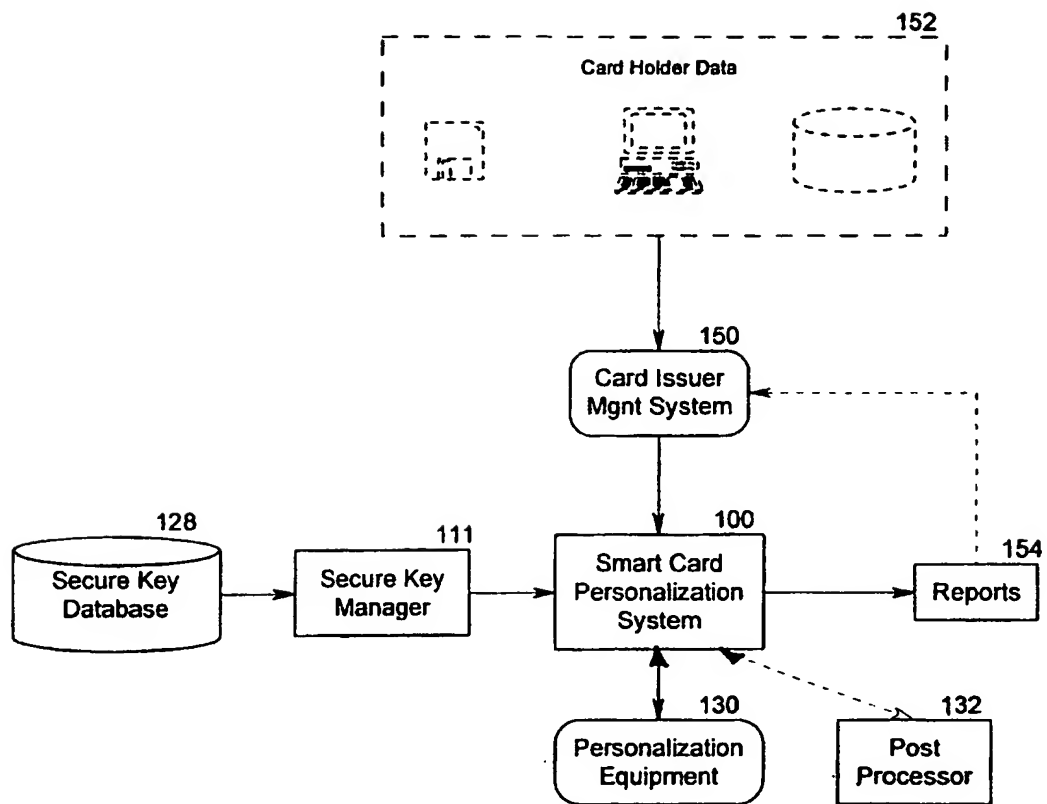 152
Card Holder Data
150
Card Issuer
Mgnt System
128
Secure Key
Database
111
Secure Key
Manager
100
Smart Card
Personalization
System
154
Reports
130
Personalization
Equipment
132
Post
Processor